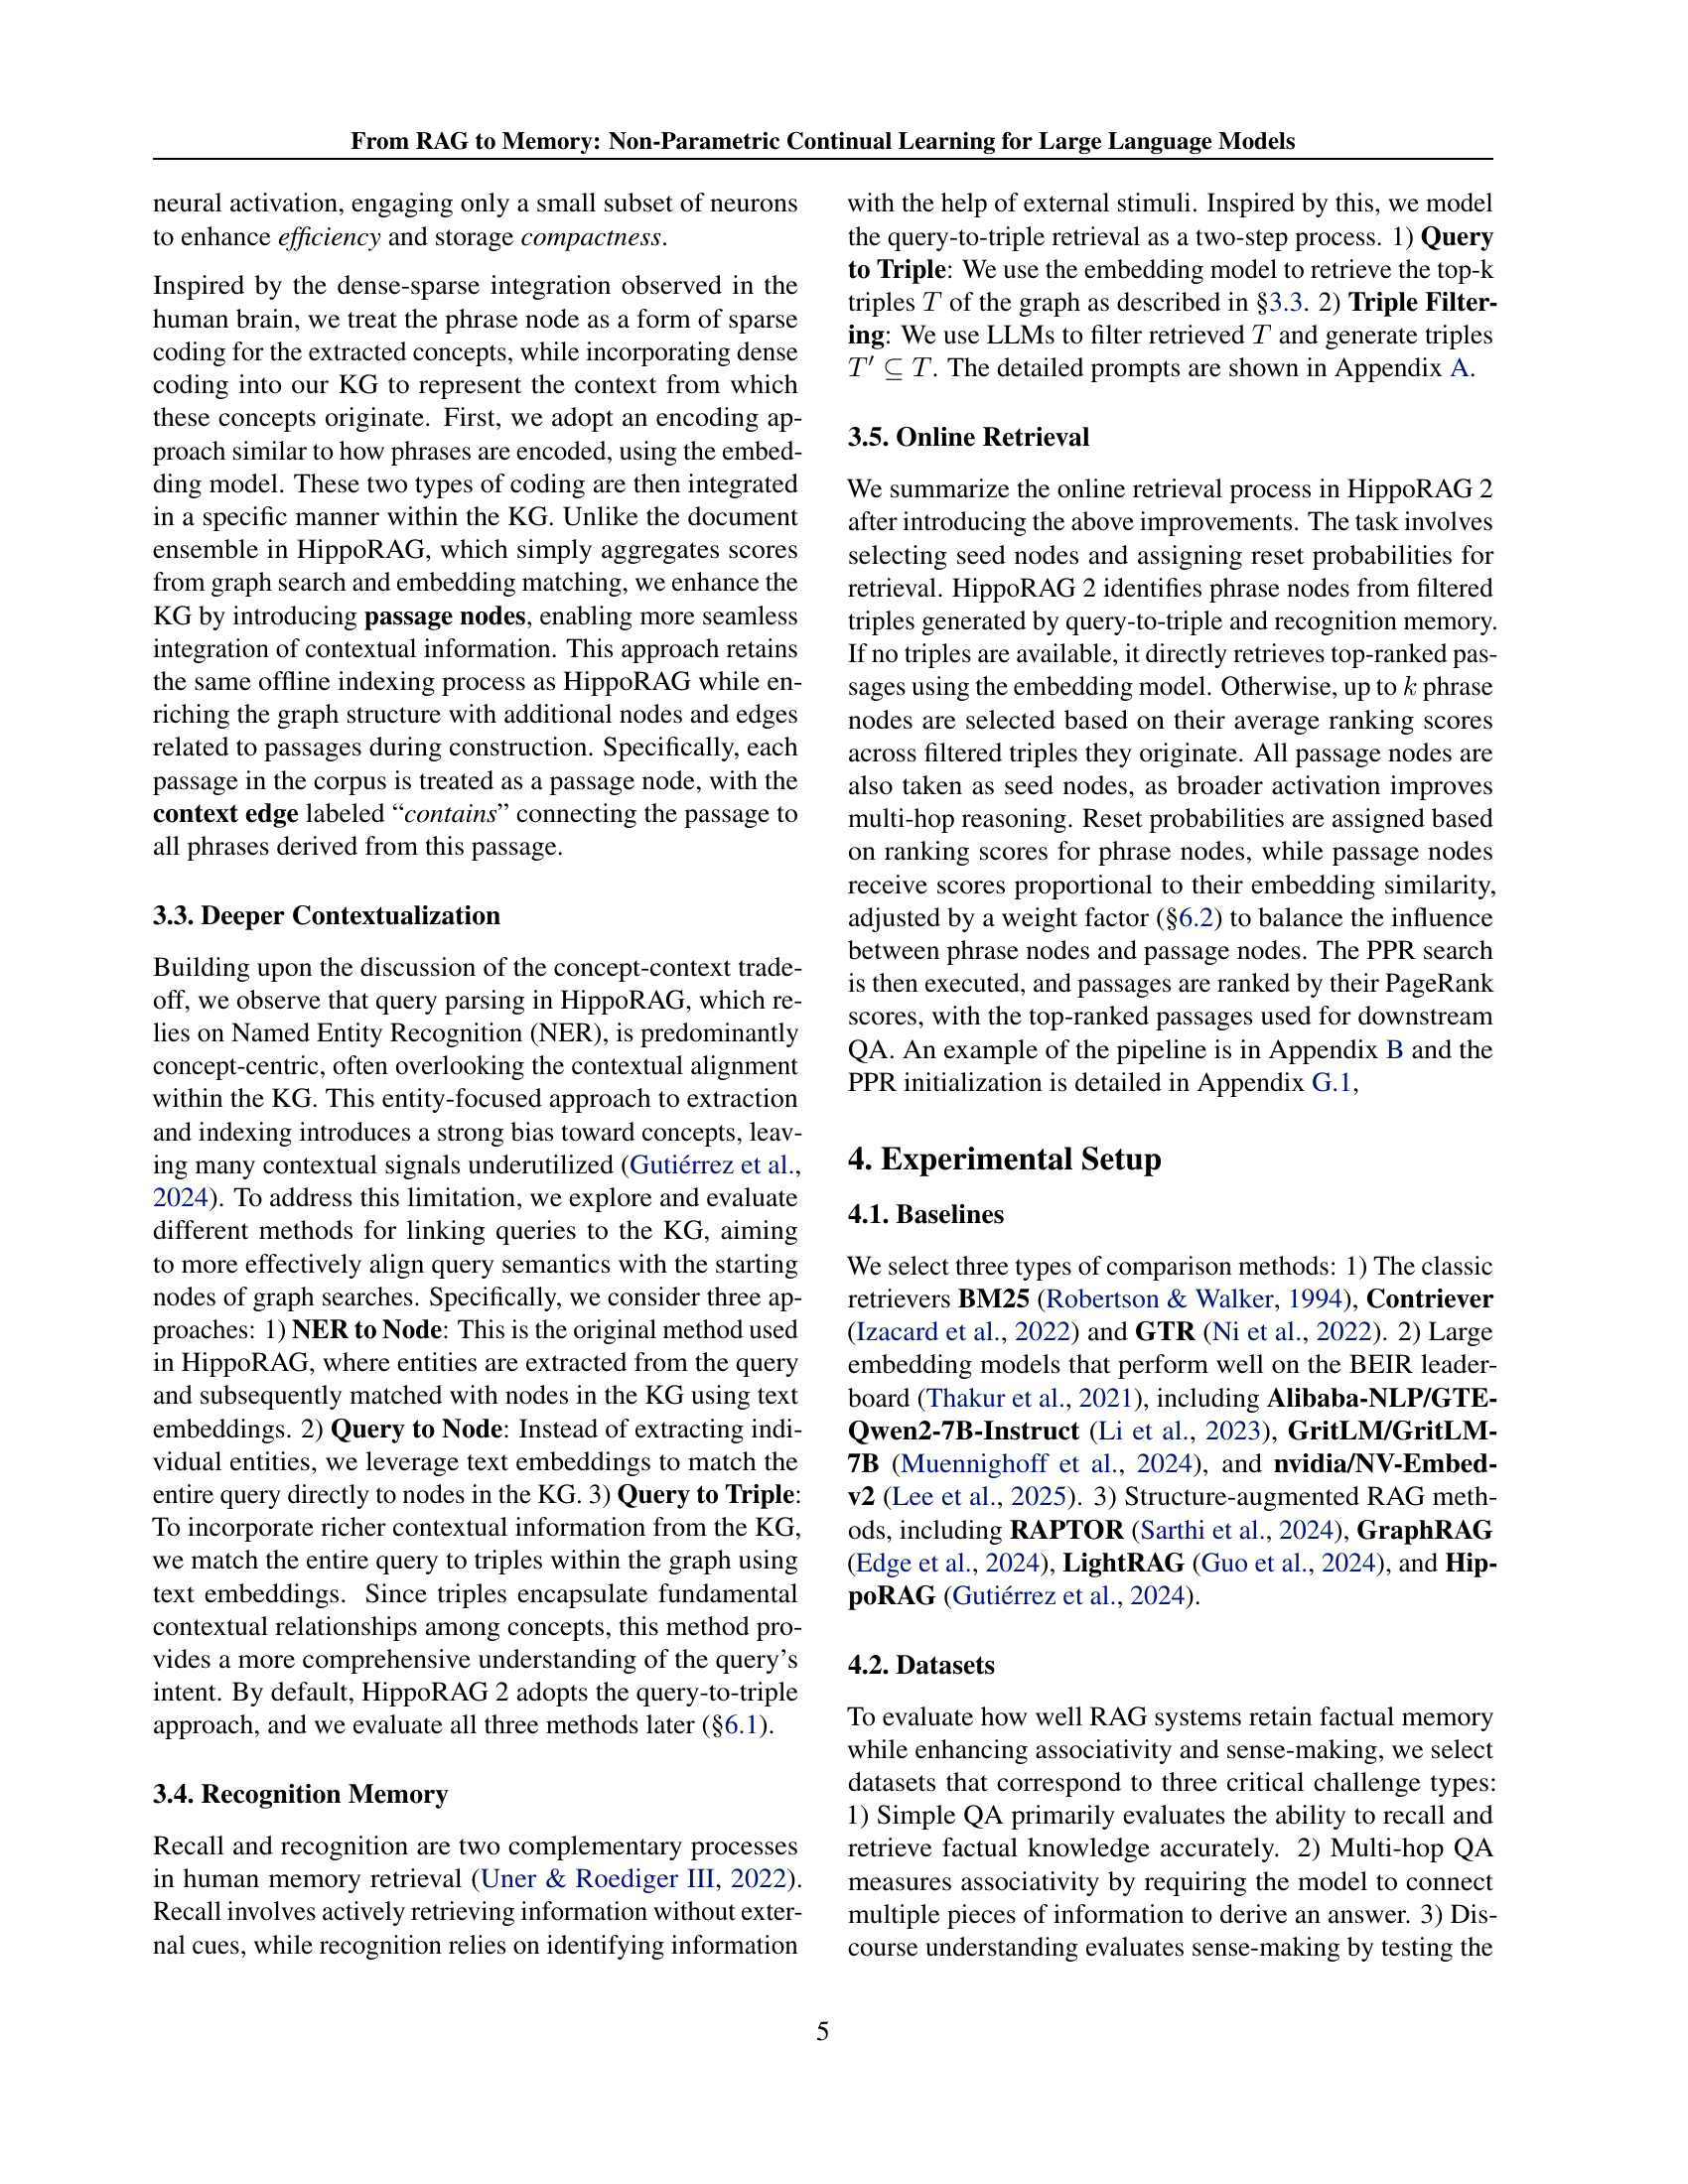 From RAG to Memory: Non-Parametric Continual Learning for Large Language Models
neural activation, engaging only a small subset of neurons
to enhance efficiency and storage compactness.
Inspired by the dense-sparse integration observed in the
human brain, we treat the phrase node as a form of sparse
coding for the extracted concepts, while incorporating dense
coding into our KG to represent the context from which
these concepts originate. First, we adopt an encoding ap-
proach similar to how phrases are encoded, using the embed-
ding model. These two types of coding are then integrated
in a specific manner within the KG. Unlike the document
ensemble in HippoRAG, which simply aggregates scores
from graph search and embedding matching, we enhance the
KG by introducing passage nodes, enabling more seamless
integration of contextual information. This approach retains
the same offline indexing process as HippoRAG while en-
riching the graph structure with additional nodes and edges
related to passages during construction. Specifically, each
passage in the corpus is treated as a passage node, with the
context edge labeled “contains” connecting the passage to
all phrases derived from this passage.
3.3. Deeper Contextualization
Building upon the discussion of the concept-context trade-
off, we observe that query parsing in HippoRAG, which re-
lies on Named Entity Recognition (NER), is predominantly
concept-centric, often overlooking the contextual alignment
within the KG. This entity-focused approach to extraction
and indexing introduces a strong bias toward concepts, leav-
ing many contextual signals underutilized (Gutiérrez et al.,
2024). To address this limitation, we explore and evaluate
different methods for linking queries to the KG, aiming
to more effectively align query semantics with the starting
nodes of graph searches. Specifically, we consider three ap-
proaches: 1) NER to Node: This is the original method used
in HippoRAG, where entities are extracted from the query
and subsequently matched with nodes in the KG using text
embeddings. 2) Query to Node: Instead of extracting indi-
vidual entities, we leverage text embeddings to match the
entire query directly to nodes in the KG. 3) Query to Triple:
To incorporate richer contextual information from the KG,
we match the entire query to triples within the graph using
text embeddings. Since triples encapsulate fundamental
contextual relationships among concepts, this method pro-
vides a more comprehensive understanding of the query’s
intent. By default, HippoRAG 2 adopts the query-to-triple
approach, and we evaluate all three methods later (§6.1).
3.4. Recognition Memory
Recall and recognition are two complementary processes
in human memory retrieval (Uner & Roediger III, 2022).
Recall involves actively retrieving information without exter-
nal cues, while recognition relies on identifying information
with the help of external stimuli. Inspired by this, we model
the query-to-triple retrieval as a two-step process. 1) Query
to Triple: We use the embedding model to retrieve the top-k
triples T of the graph as described in §3.3. 2) Triple Filter-
ing: We use LLMs to filter retrieved T and generate triples
T′ ⊆ T. The detailed prompts are shown in Appendix A.
3.5. Online Retrieval
We summarize the online retrieval process in HippoRAG 2
after introducing the above improvements. The task involves
selecting seed nodes and assigning reset probabilities for
retrieval. HippoRAG 2 identifies phrase nodes from filtered
triples generated by query-to-triple and recognition memory.
If no triples are available, it directly retrieves top-ranked pas-
sages using the embedding model. Otherwise, up to k phrase
nodes are selected based on their average ranking scores
across filtered triples they originate. All passage nodes are
also taken as seed nodes, as broader activation improves
multi-hop reasoning. Reset probabilities are assigned based
on ranking scores for phrase nodes, while passage nodes
receive scores proportional to their embedding similarity,
adjusted by a weight factor (§6.2) to balance the influence
between phrase nodes and passage nodes. The PPR search
is then executed, and passages are ranked by their PageRank
scores, with the top-ranked passages used for downstream
QA. An example of the pipeline is in Appendix B and the
PPR initialization is detailed in Appendix G.1,
4. Experimental Setup
4.1. Baselines
We select three types of comparison methods: 1) The classic
retrievers BM25 (Robertson & Walker, 1994), Contriever
(Izacard et al., 2022) and GTR (Ni et al., 2022). 2) Large
embedding models that perform well on the BEIR leader-
board (Thakur et al., 2021), including Alibaba-NLP/GTE-
Qwen2-7B-Instruct (Li et al., 2023), GritLM/GritLM-
7B (Muennighoff et al., 2024), and nvidia/NV-Embed-
v2 (Lee et al., 2025). 3) Structure-augmented RAG meth-
ods, including RAPTOR (Sarthi et al., 2024), GraphRAG
(Edge et al., 2024), LightRAG (Guo et al., 2024), and Hip-
poRAG (Gutiérrez et al., 2024).
4.2. Datasets
To evaluate how well RAG systems retain factual memory
while enhancing associativity and sense-making, we select
datasets that correspond to three critical challenge types:
1) Simple QA primarily evaluates the ability to recall and
retrieve factual knowledge accurately. 2) Multi-hop QA
measures associativity by requiring the model to connect
multiple pieces of information to derive an answer. 3) Dis-
course understanding evaluates sense-making by testing the
5